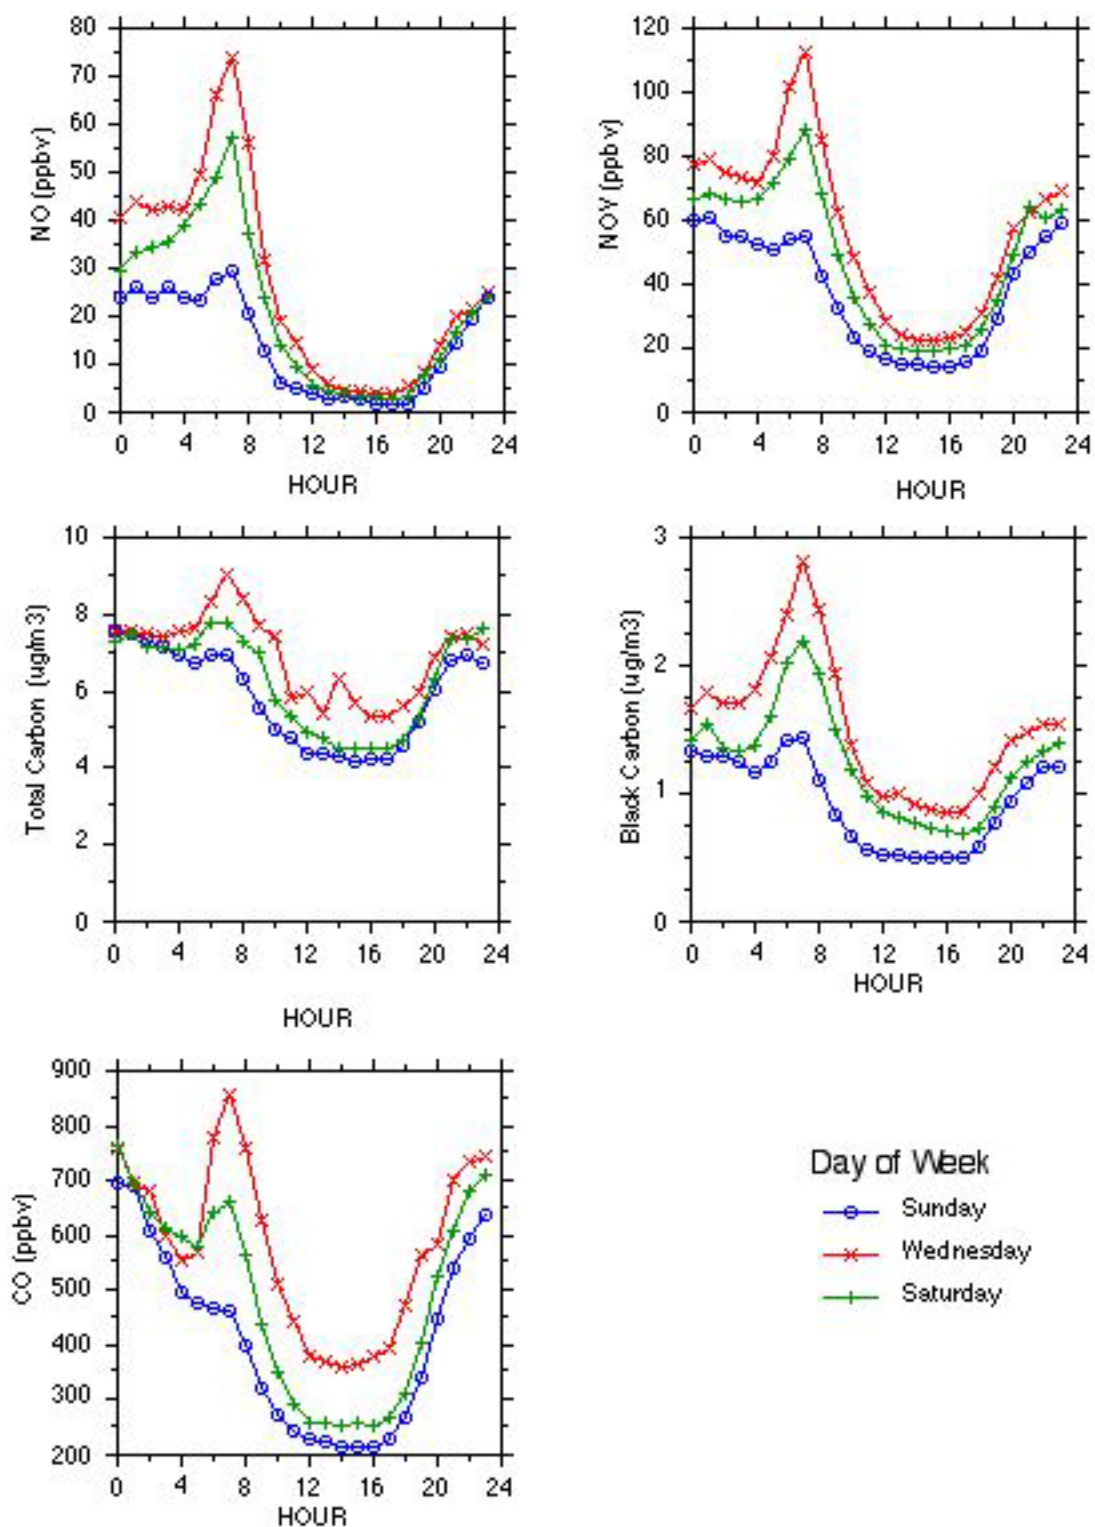 80
70
60
50
40
30
20
10
0
NO (ppbv)
0 4 8 12 16 20 24
HOUR
120
100
80
60
40
20
0
NOY (ppbv)
0 4 8 12 16 20 24
HOUR
10
8
6
4
2
0
Total Carbon (ug/m3)
0 4 8 12 16 20 24
HOUR
3
2
1
0
Black Carbon (ug/m3)
0 4 8 12 16 20 24
HOUR
900
800
700
600
500
400
300
200
CO (ppbv)
0 4 8 12 16 20 24
HOUR
Day of Week
Sunday
Wednesday
Saturday